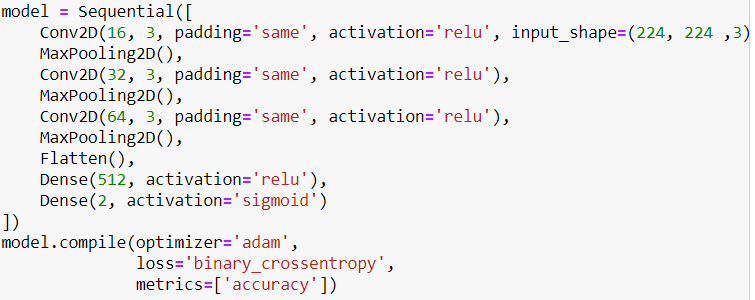 model = Sequential([
    Conv2D(16, 3, padding='same', activation='relu', input_shape=(224, 224 ,3)
    MaxPooling2D(),
    Conv2D(32, 3, padding='same', activation='relu'),
    MaxPooling2D(),
    Conv2D(64, 3, padding='same', activation='relu'),
    MaxPooling2D(),
    Flatten(),
    Dense(512, activation='relu'),
    Dense(2, activation='sigmoid')
])
model.compile(optimizer='adam',
              loss='binary_crossentropy',
              metrics=['accuracy'])